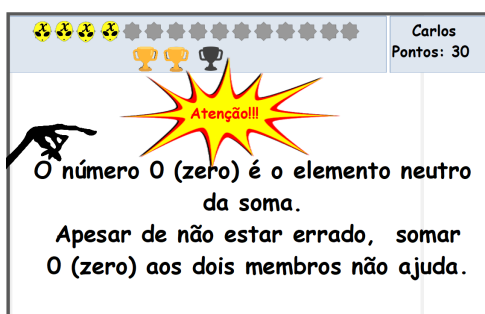 Carlos
Pontos: 30
Atenção!!!
O número 0 (zero) é o elemento neutro
da soma.
Apesar de não estar errado, somar
0 (zero) aos dois membros não ajuda.